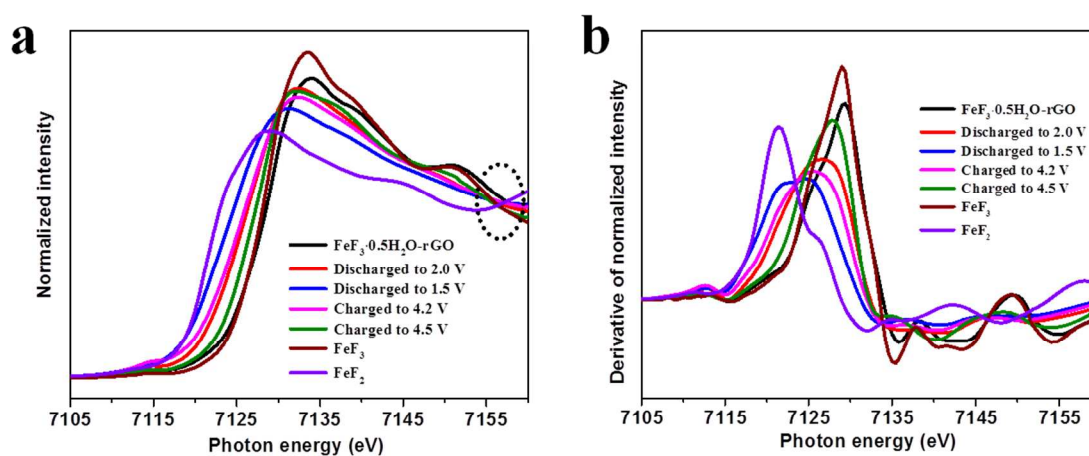 a
Normalized intensity
FeF₃·0.5H₂O-rGO
Discharged to 2.0 V
Discharged to 1.5 V
Charged to 4.2 V
Charged to 4.5 V
FeF₃
FeF₂
7105 7115 7125 7135 7145 7155
Photon energy (eV)
b
Derivative of normalized intensity
FeF₃·0.5H₂O-rGO
Discharged to 2.0 V
Discharged to 1.5 V
Charged to 4.2 V
Charged to 4.5 V
FeF₃
FeF₂
7105 7115 7125 7135 7145 7155
Photon energy (eV)